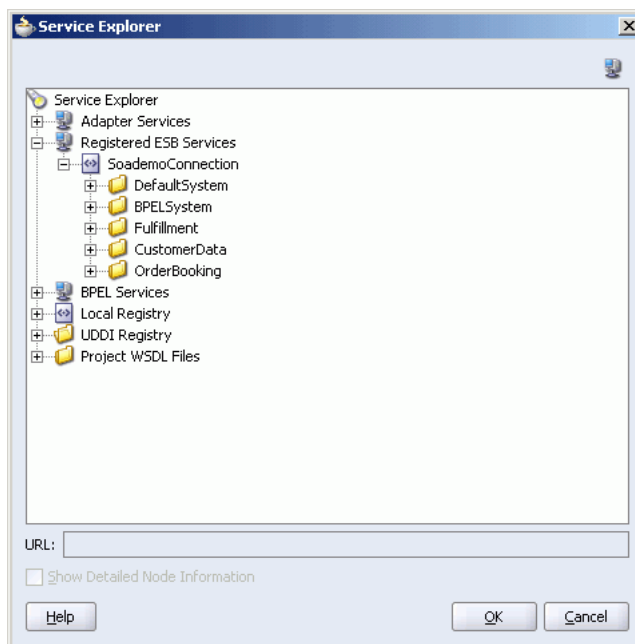 Service Explorer
Service Explorer
Adapter Services
Registered ESB Services
SoademoConnection
DefaultSystem
BPELSystem
Fulfillment
CustomerData
OrderBooking
BPEL Services
Local Registry
UDDI Registry
Project WSDL Files
URL:
Show Detailed Node Information
Help OK Cancel